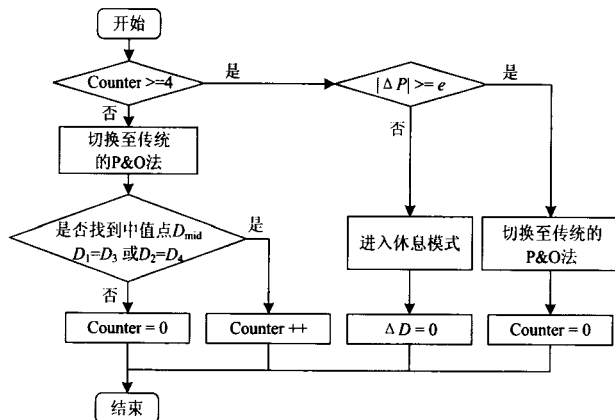 开始
Counter >=4
是
|ΔP| >= e
是
否
否
切换至传统
的P&O法
是否找到中值点Dmid
D1=D3 或D2=D4
是
进入休息模式
切换至传统的
P&O法
否
Counter = 0
Counter ++
ΔD = 0
Counter = 0
结束